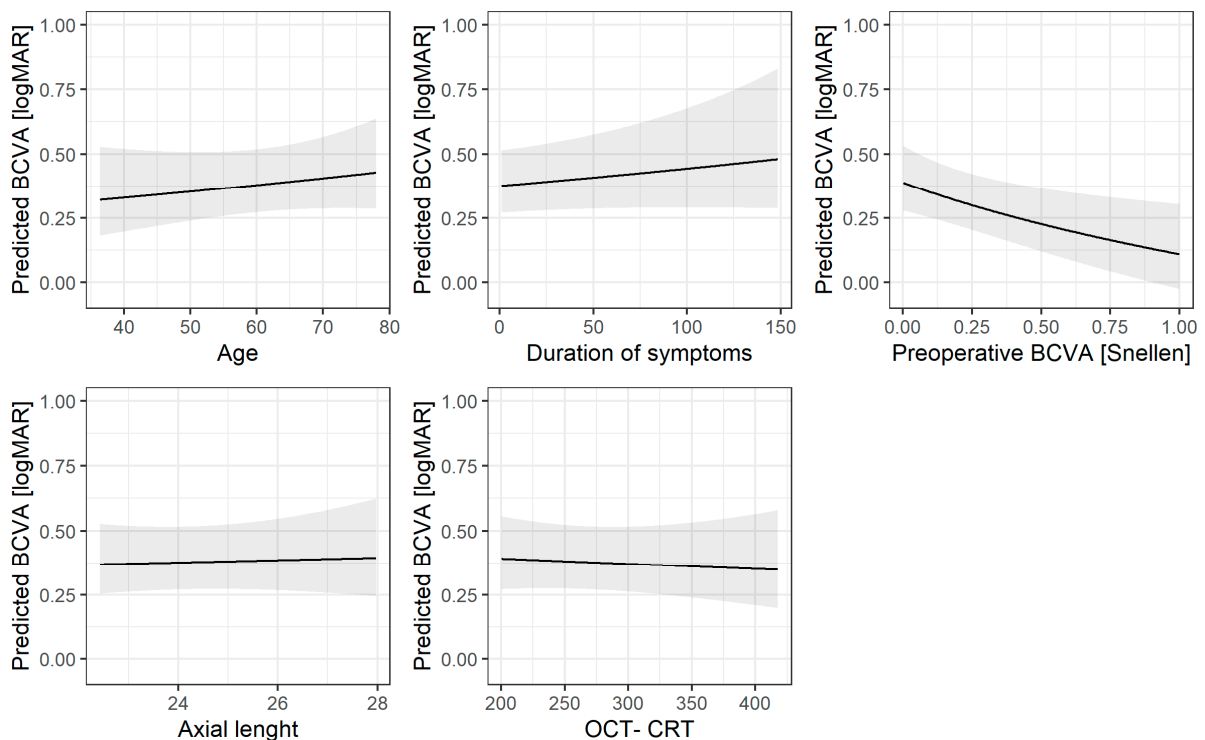 Predicted BCVA [logMAR]
1.00
0.75
0.50
0.25
0.00
40 50 60 70 80
Age
Predicted BCVA [logMAR]
1.00
0.75
0.50
0.25
0.00
0 50 100 150
Duration of symptoms
Predicted BCVA [logMAR]
1.00
0.75
0.50
0.25
0.00
0.00 0.25 0.50 0.75 1.00
Preoperative BCVA [Snellen]
Predicted BCVA [logMAR]
1.00
0.75
0.50
0.25
0.00
24 26 28
Axial lenght
Predicted BCVA [logMAR]
1.00
0.75
0.50
0.25
0.00
200 250 300 350 400
OCT- CRT